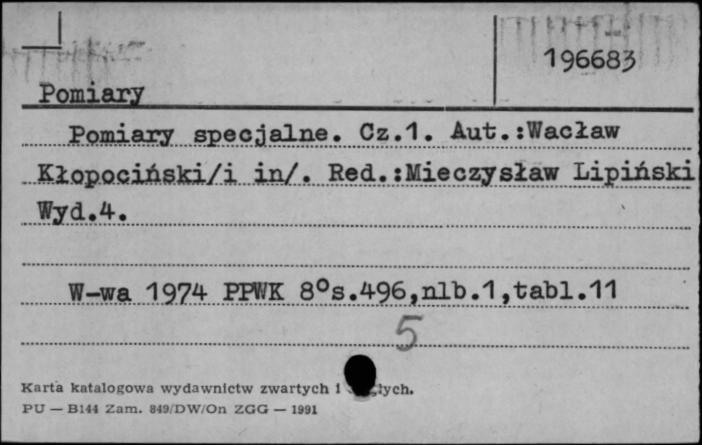 196683
Pomiary
Pomiary specjalne. Cz.1. Aut.:Wacław
Kłopociński/i in/. Red.:Mieczysław Lipiński
Wyd.4.
W-wa 1974 PPWK 8°s.496,nlb.1,tabl.11
5
Karta katalogowa wydawnictw zwartych i
PU — B144 Zam. 849/DW/On ZGG — 1991